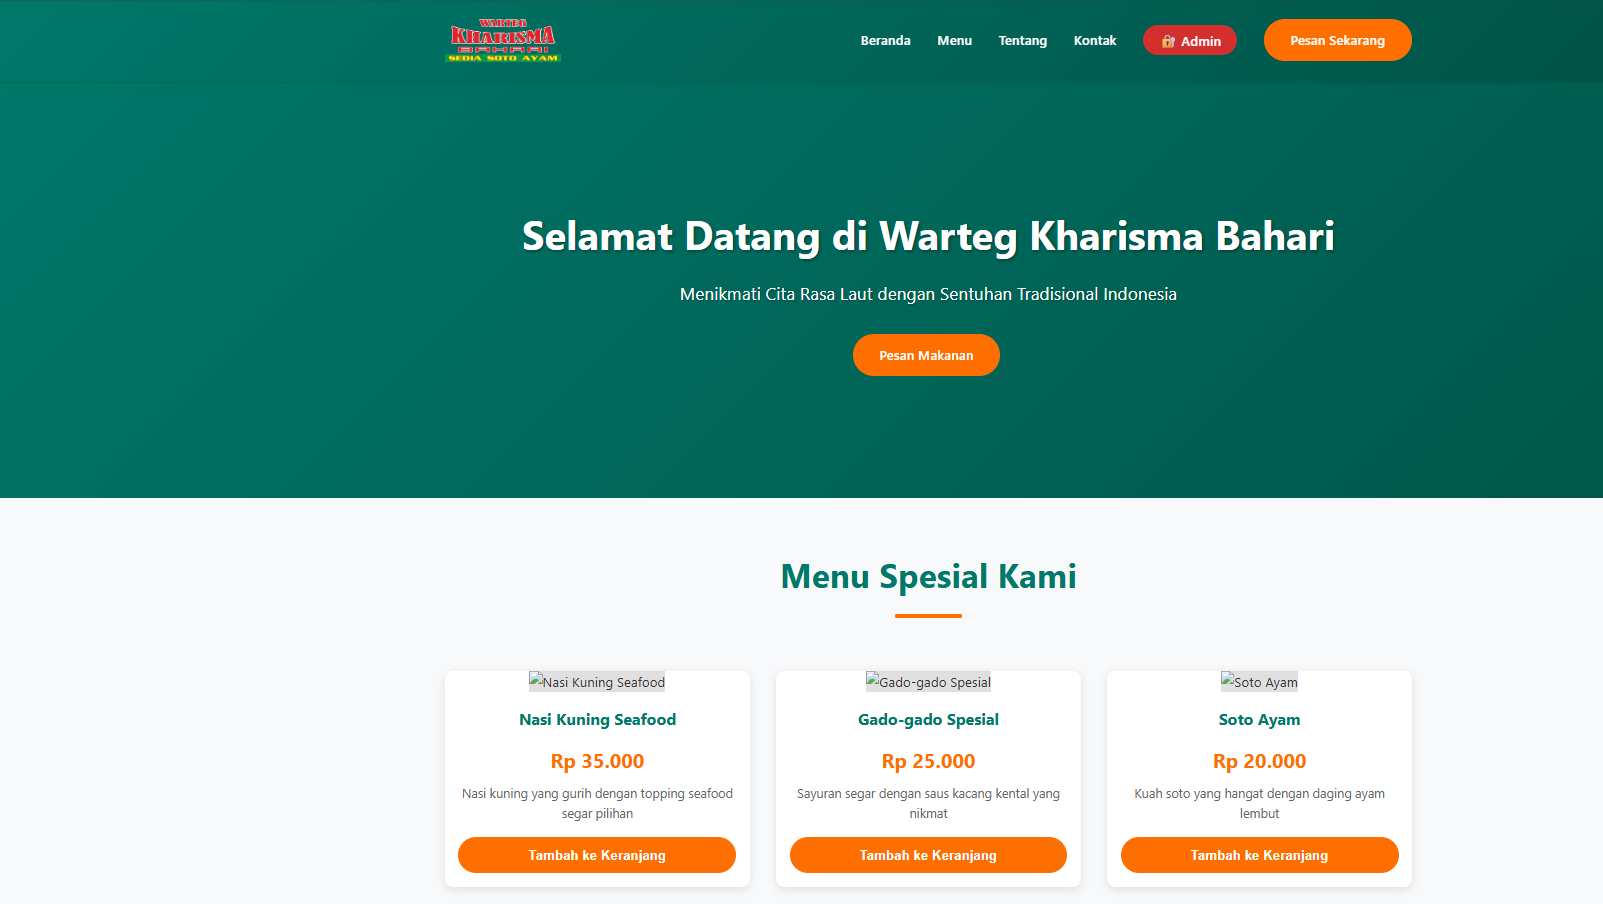 WARTEG
KHARISMA
BAHARI
SEDIA SOTO AYAM
Beranda
Menu
Tentang
Kontak
Admin
Pesan Sekarang
Selamat Datang di Warteg Kharisma Bahari
Menikmati Cita Rasa Laut dengan Sentuhan Tradisional Indonesia
Pesan Makanan
Menu Spesial Kami
Nasi Kuning Seafood
Nasi Kuning Seafood
Rp 35.000
Nasi kuning yang gurih dengan topping seafood
segar pilihan
Tambah ke Keranjang
Gado-gado Spesial
Gado-gado Spesial
Rp 25.000
Sayuran segar dengan saus kacang kental yang
nikmat
Tambah ke Keranjang
Soto Ayam
Soto Ayam
Rp 20.000
Kuah soto yang hangat dengan daging ayam
lembut
Tambah ke Keranjang